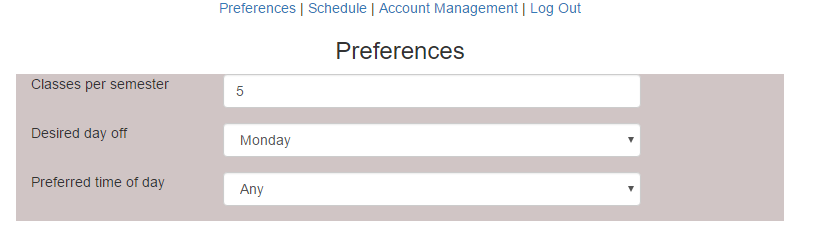 Preferences | Schedule | Account Management | Log Out
Preferences
Classes per semester 5
Desired day off Monday
Preferred time of day Any